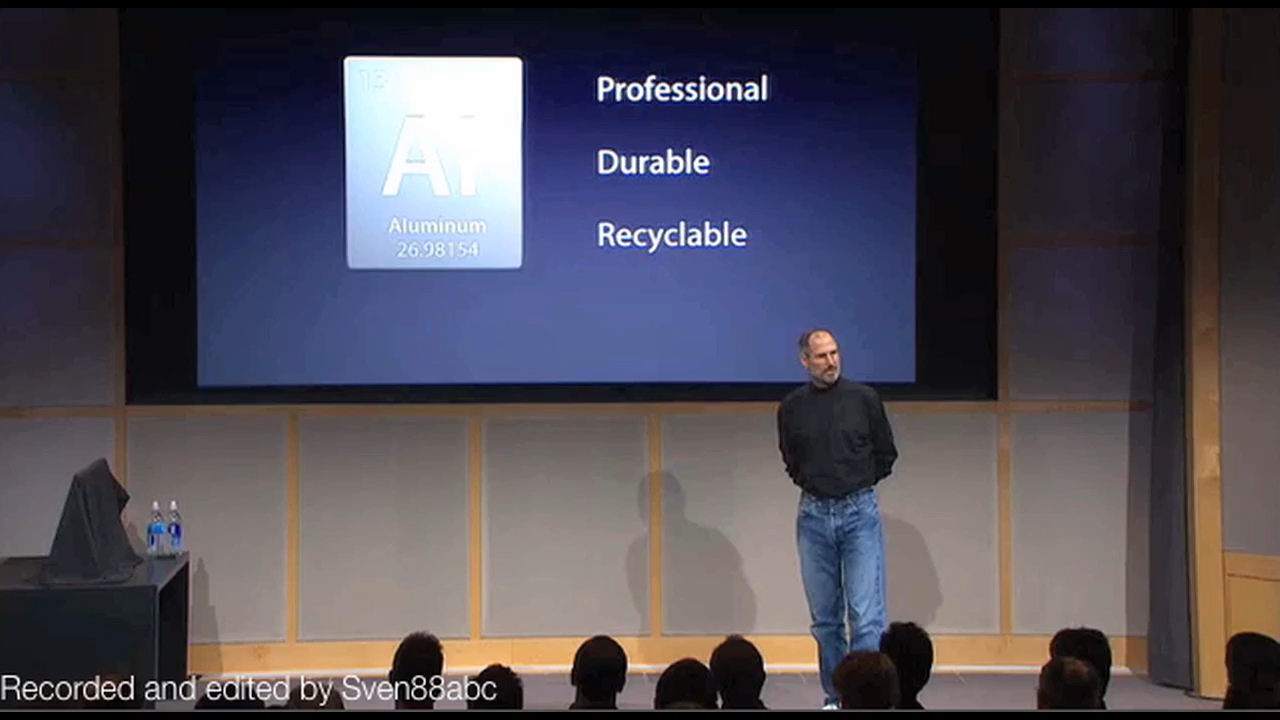 13
Al
Aluminum
26.98154
Professional
Durable
Recyclable
Recorded and edited by Sven88abc